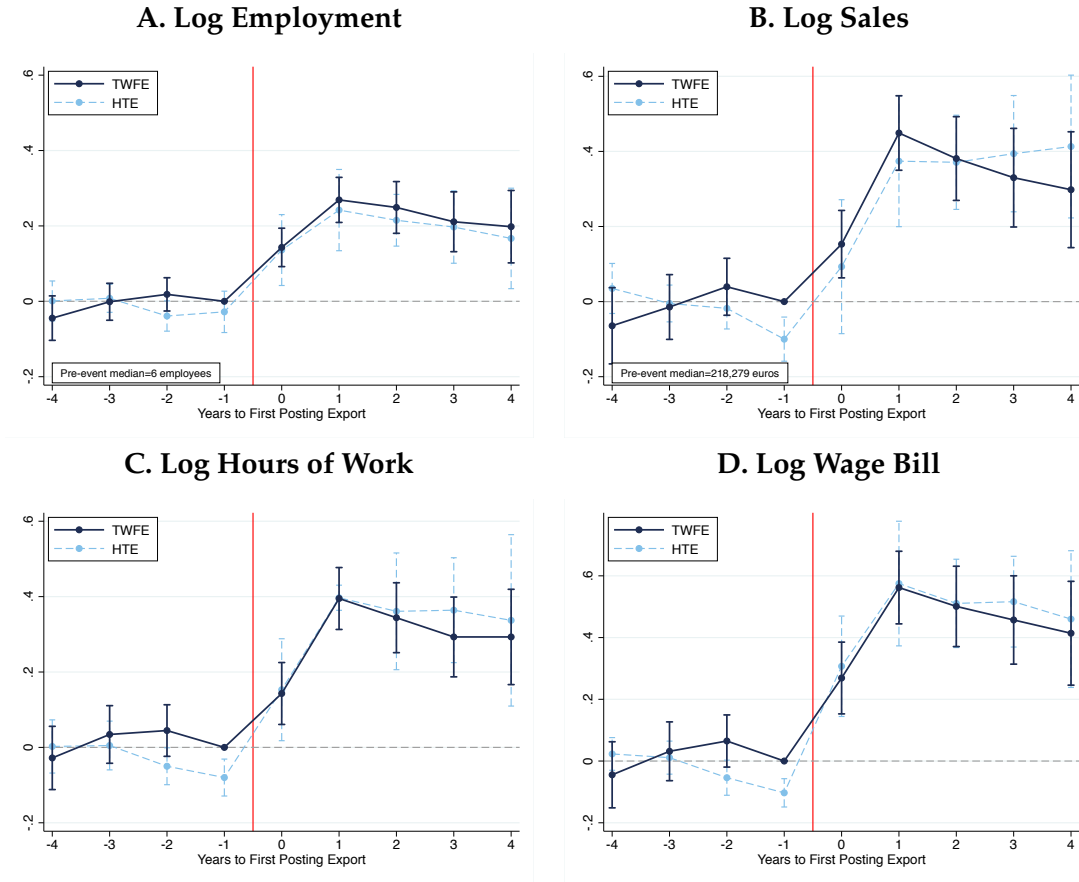 A. Log Employment
B. Log Sales
TWFE
HTE
.6
.4
.2
0
-.2
Pre-event median=6 employees
-4 -3 -2 -1 0 1 2 3 4
Years to First Posting Export
TWFE
HTE
.6
.4
.2
0
-.2
Pre-event median=218,279 euros
-4 -3 -2 -1 0 1 2 3 4
Years to First Posting Export
C. Log Hours of Work
D. Log Wage Bill
TWFE
HTE
.6
.4
.2
0
-.2
-4 -3 -2 -1 0 1 2 3 4
Years to First Posting Export
TWFE
HTE
.6
.4
.2
0
-.2
-4 -3 -2 -1 0 1 2 3 4
Years to First Posting Export